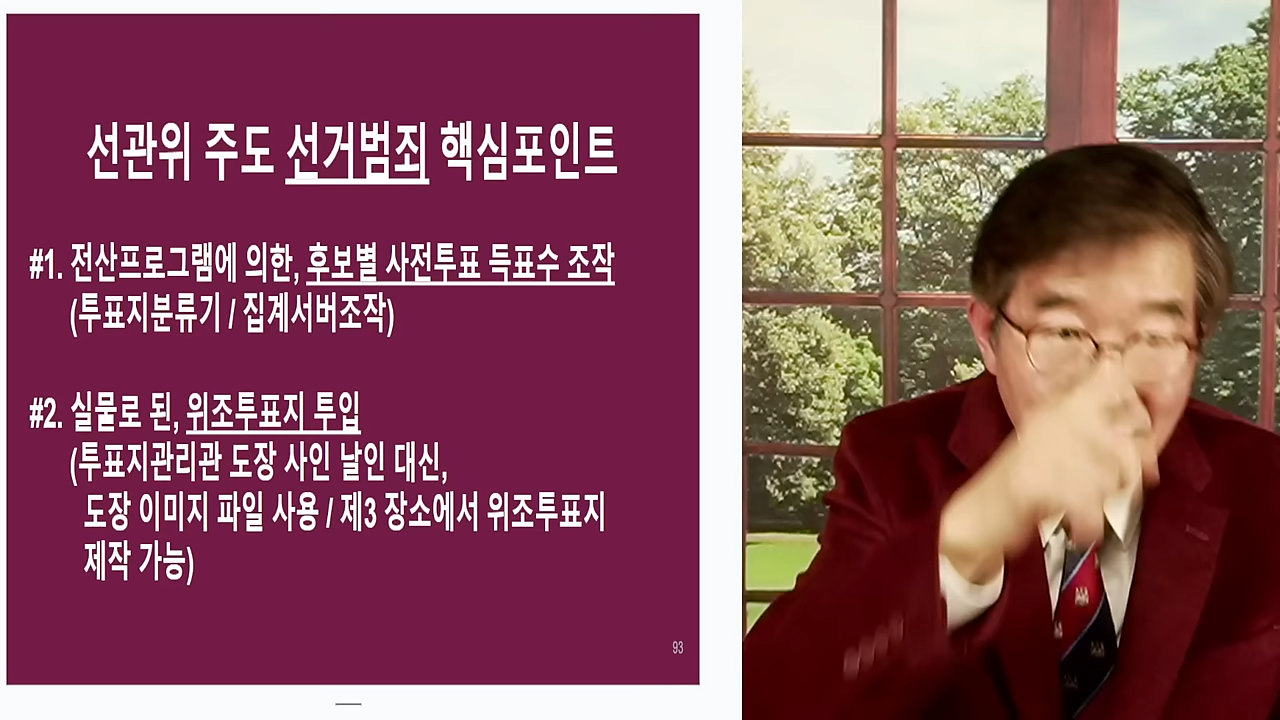 선관위 주도 선거범죄 핵심포인트
#1. 전산프로그램에 의한, 후보별 사전투표 득표수 조작
(투표지분류기 / 집계서버조작)
#2. 실물로 된, 위조투표지 투입
(투표지관리관 도장 사인 날인 대신,
도장 이미지 파일 사용 / 제3 장소에서 위조투표지
제작 가능)
93